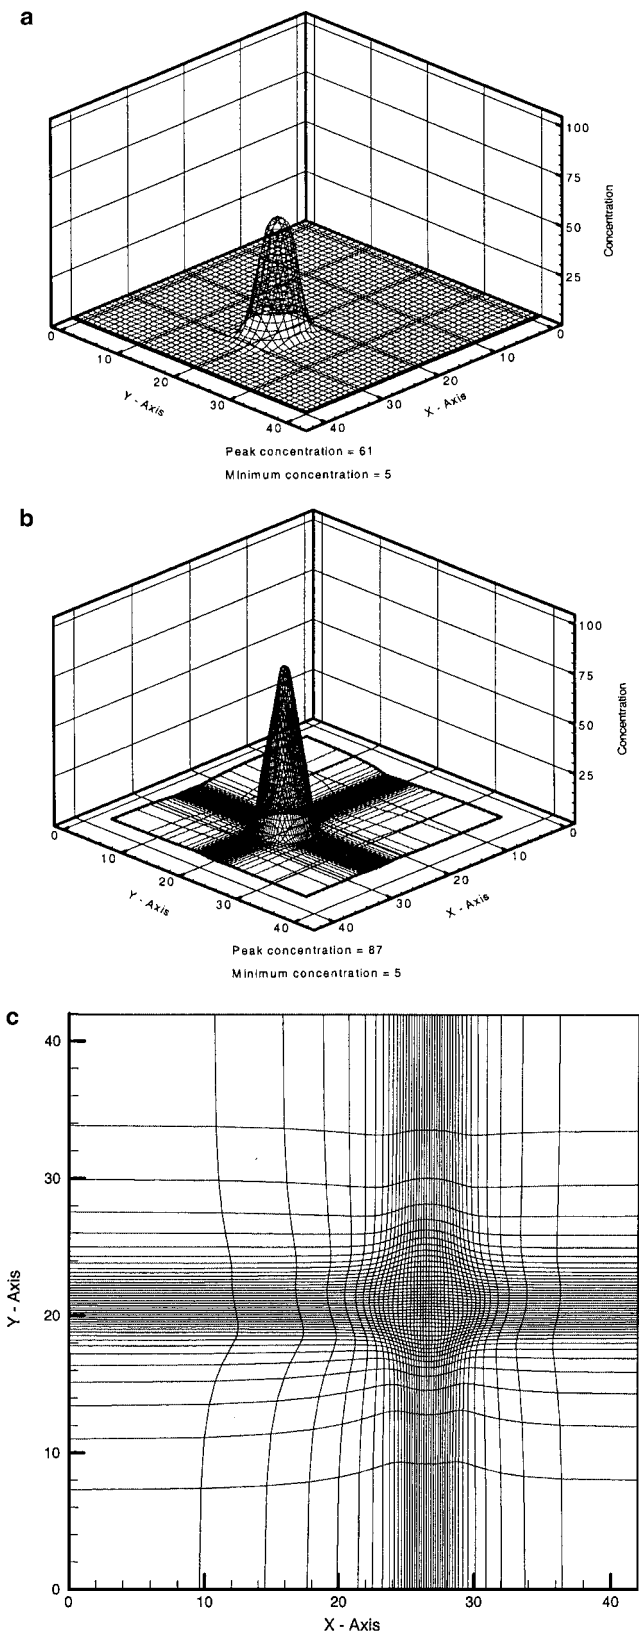 a
100
75
50
25
Concentration
0
0
10
10
20
20
30
30
40
40
Y - Axis
X - Axis
Peak concentration = 61
Minimum concentration = 5
b
100
75
50
25
Concentration
0
0
10
10
20
20
30
30
40
40
Y - Axis
X - Axis
Peak concentration = 87
Minimum concentration = 5
c
40
30
20
10
0
Y - Axis
0
10
20
30
40
X - Axis